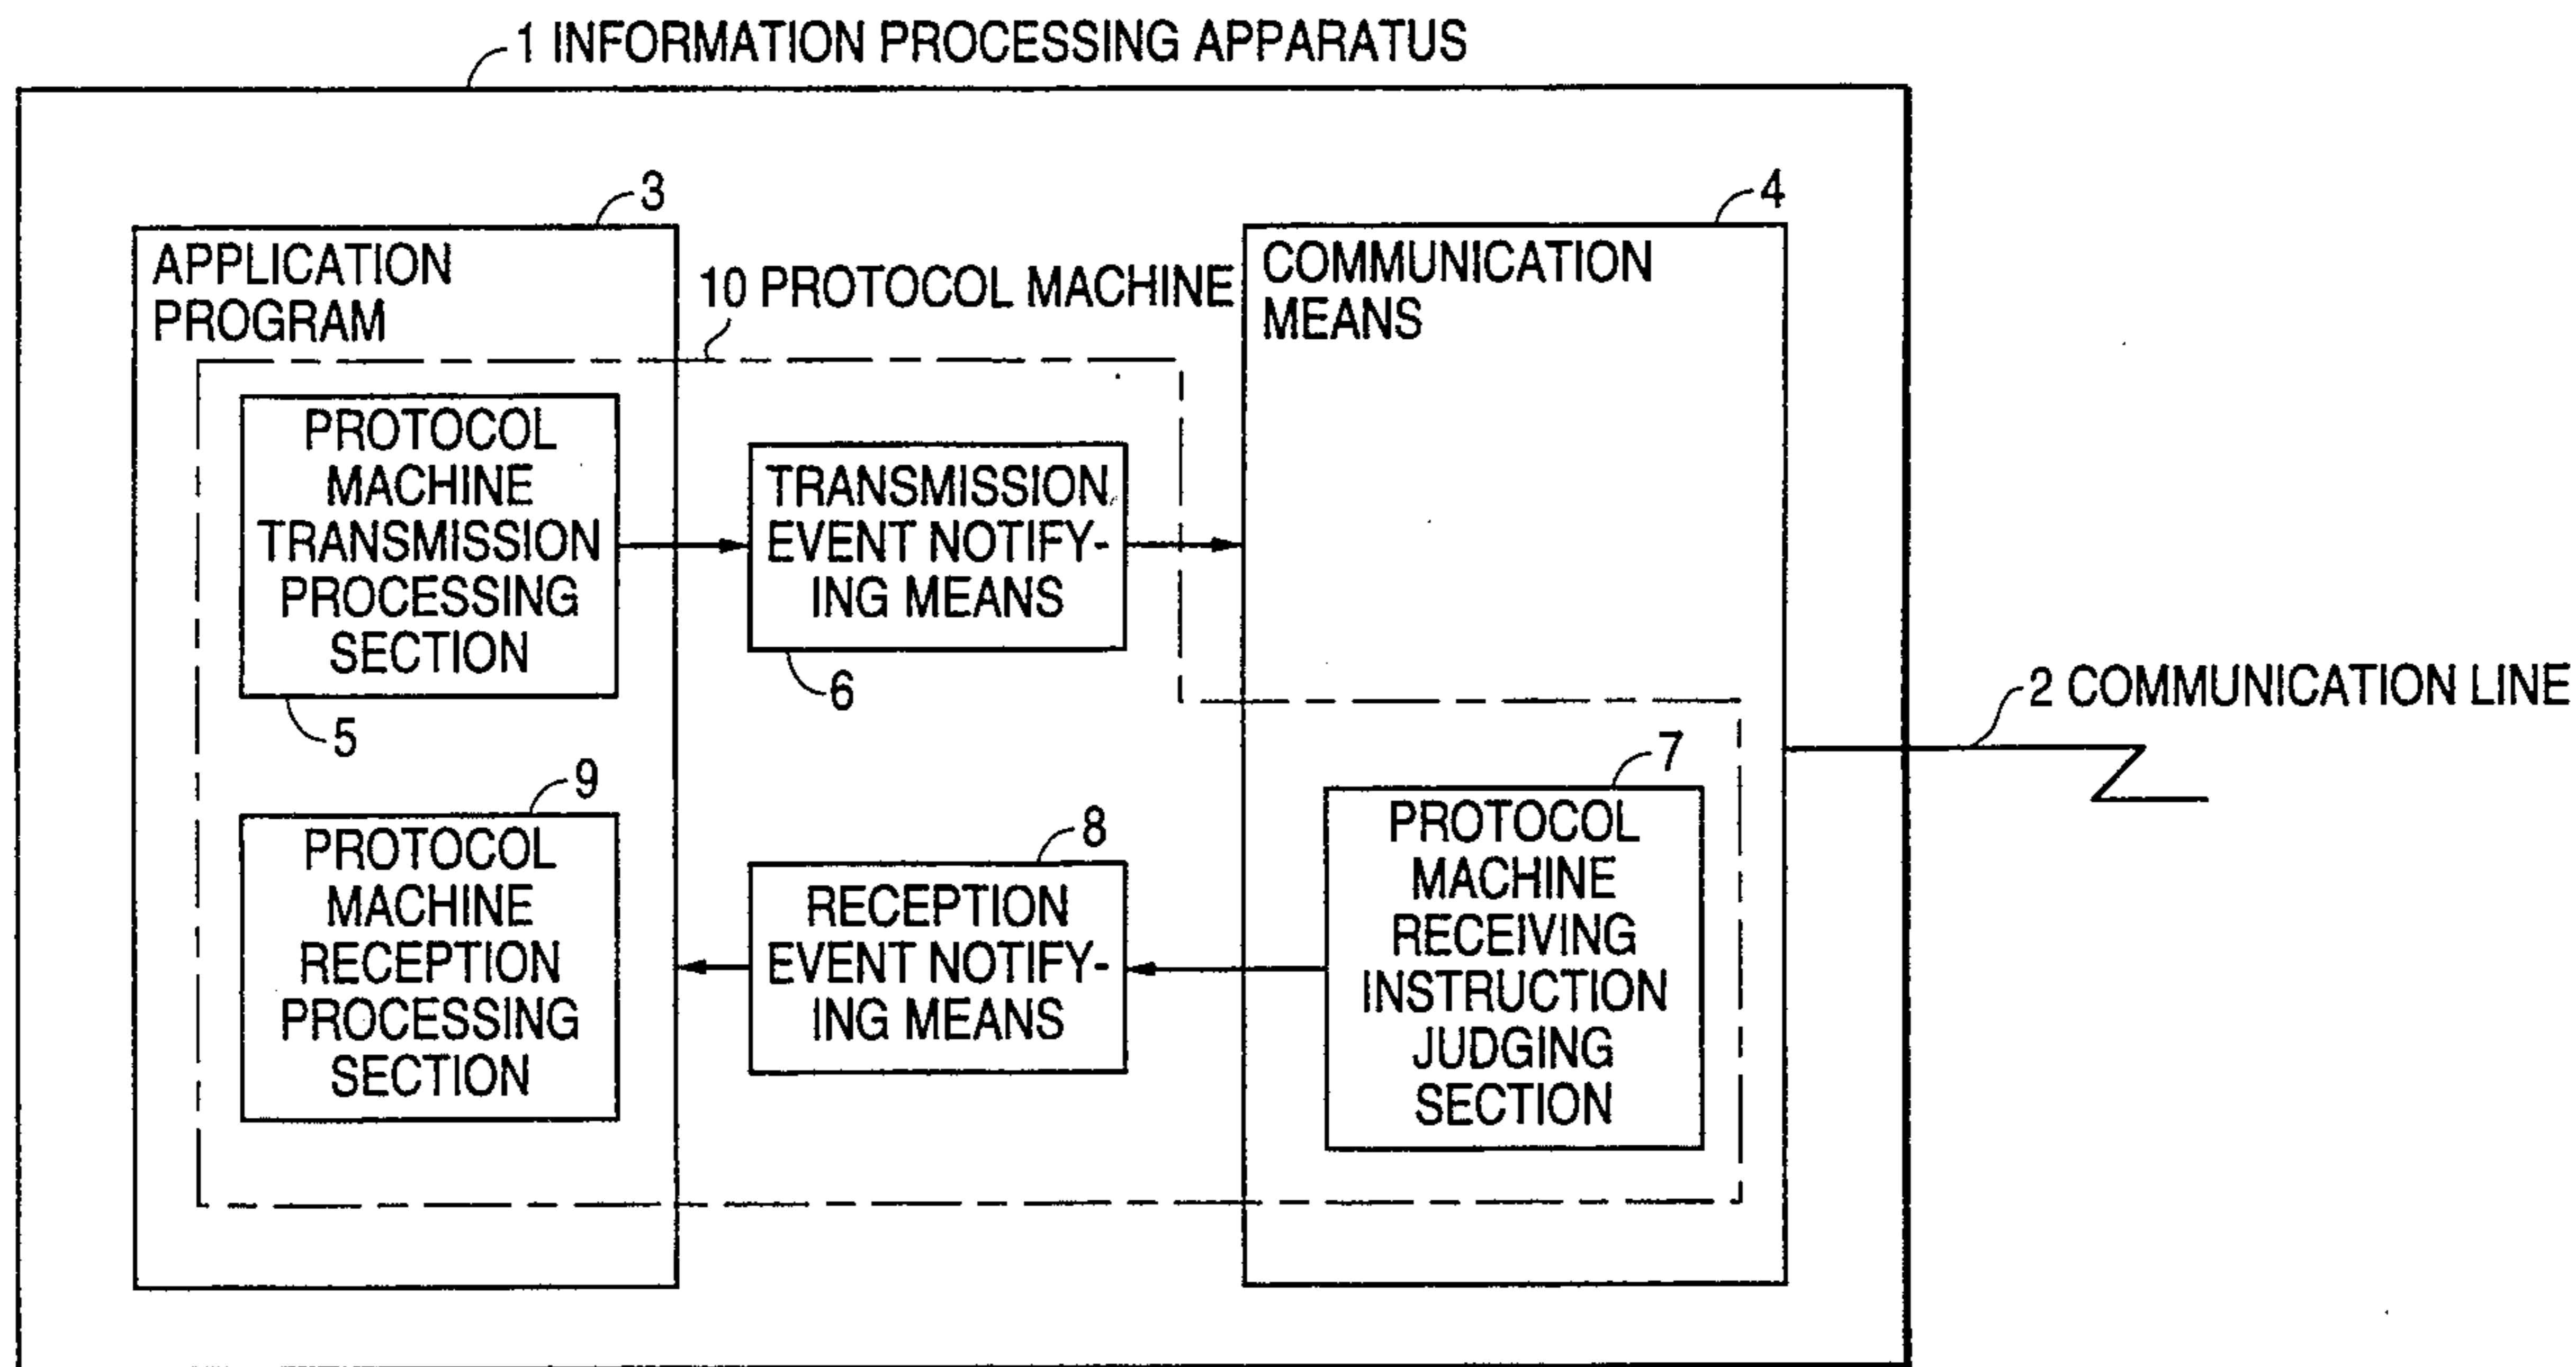 1 INFORMATION PROCESSING APPARATUS
3
4
APPLICATION
PROGRAM
10 PROTOCOL MACHINE
COMMUNICATION
MEANS
PROTOCOL
MACHINE
TRANSMISSION
PROCESSING
SECTION
5
TRANSMISSION
EVENT NOTIFY-
ING MEANS
6
2 COMMUNICATION LINE
9
PROTOCOL
MACHINE
RECEPTION
PROCESSING
SECTION
8
RECEPTION
EVENT NOTIFY-
ING MEANS
7
PROTOCOL
MACHINE
RECEIVING
INSTRUCTION
JUDGING
SECTION